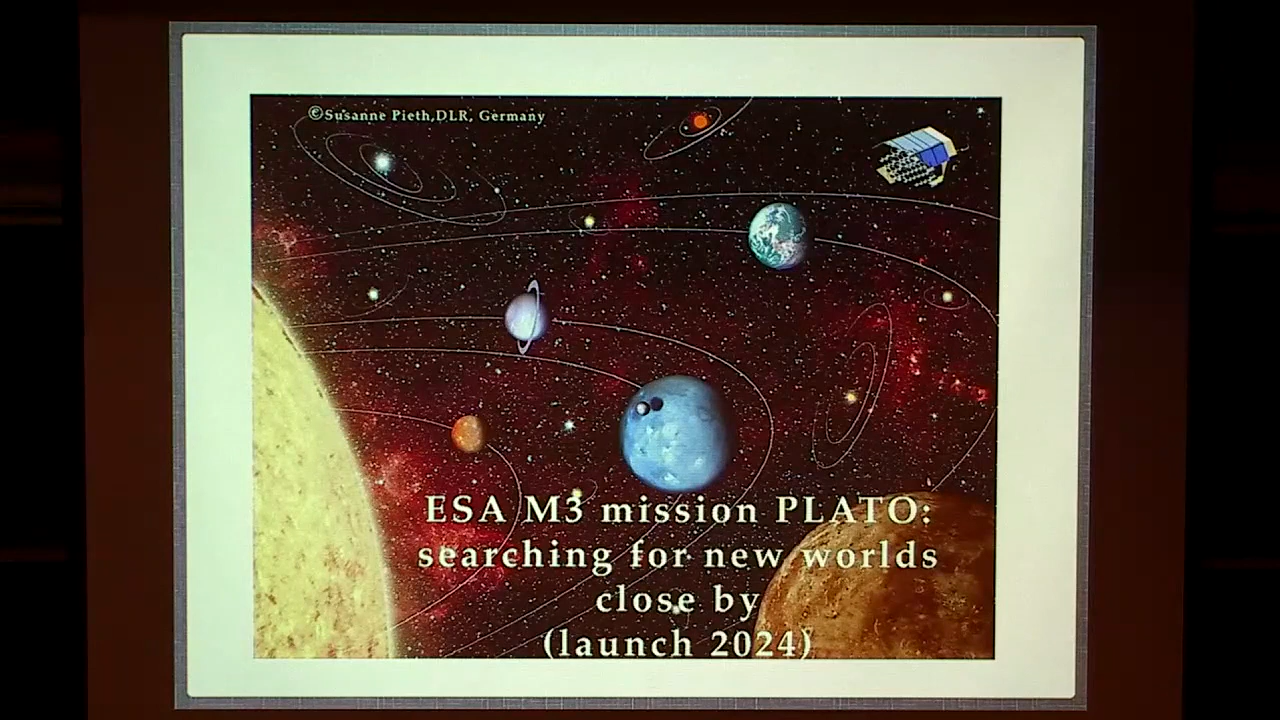 ©Susanne Pieth,DLR, Germany
ESA M3 mission PLATO:
searching for new worlds
close by
(launch 2024)